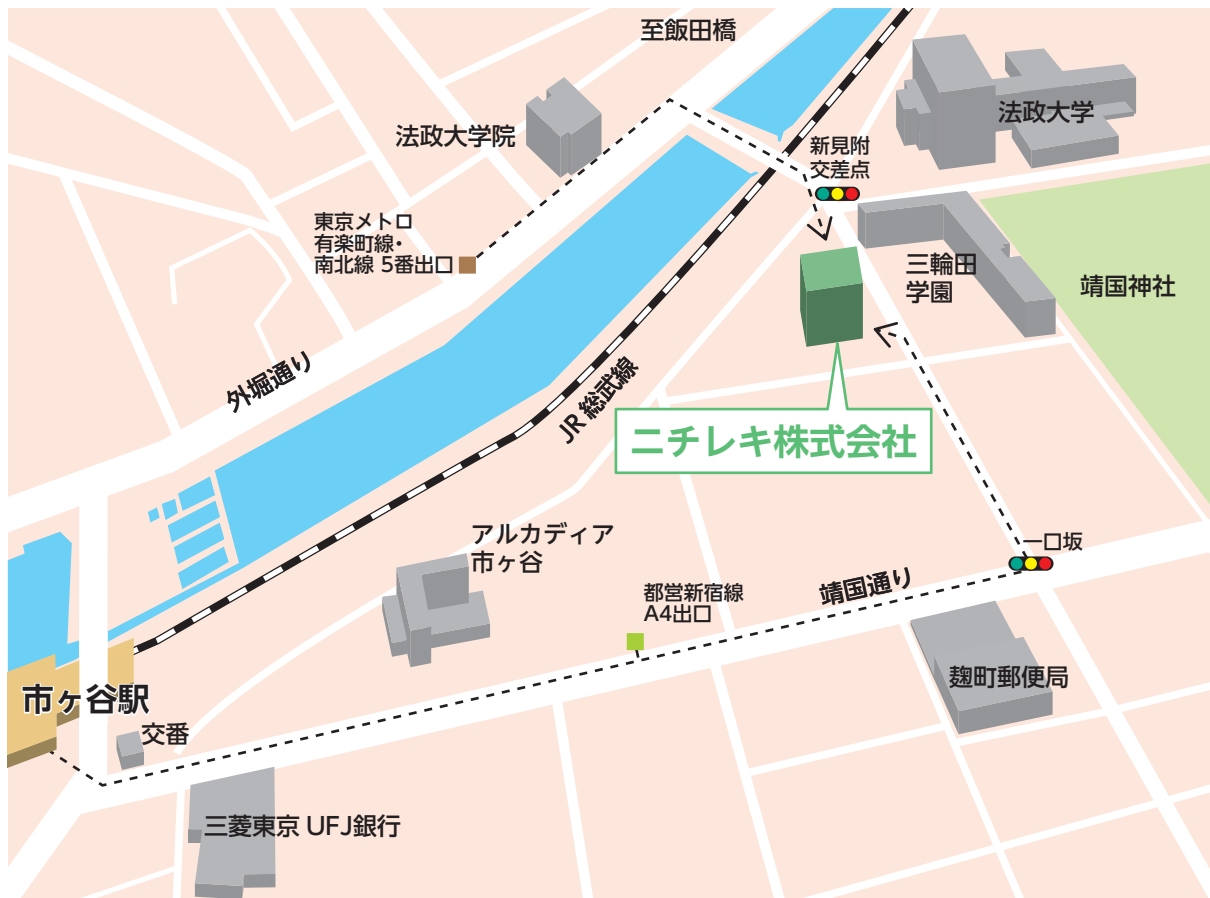 至飯田橋
法政大学院
法政大学
新見附
交差点
東京メトロ
有楽町線・
南北線 5番出口
三輪田
学園
靖国神社
外堀通り
JR 総武線
ニチレキ株式会社
アルカディア
市ヶ谷
一口坂
都営新宿線
A4出口
靖国通り
麹町郵便局
市ヶ谷駅
交番
三菱東京 UFJ銀行